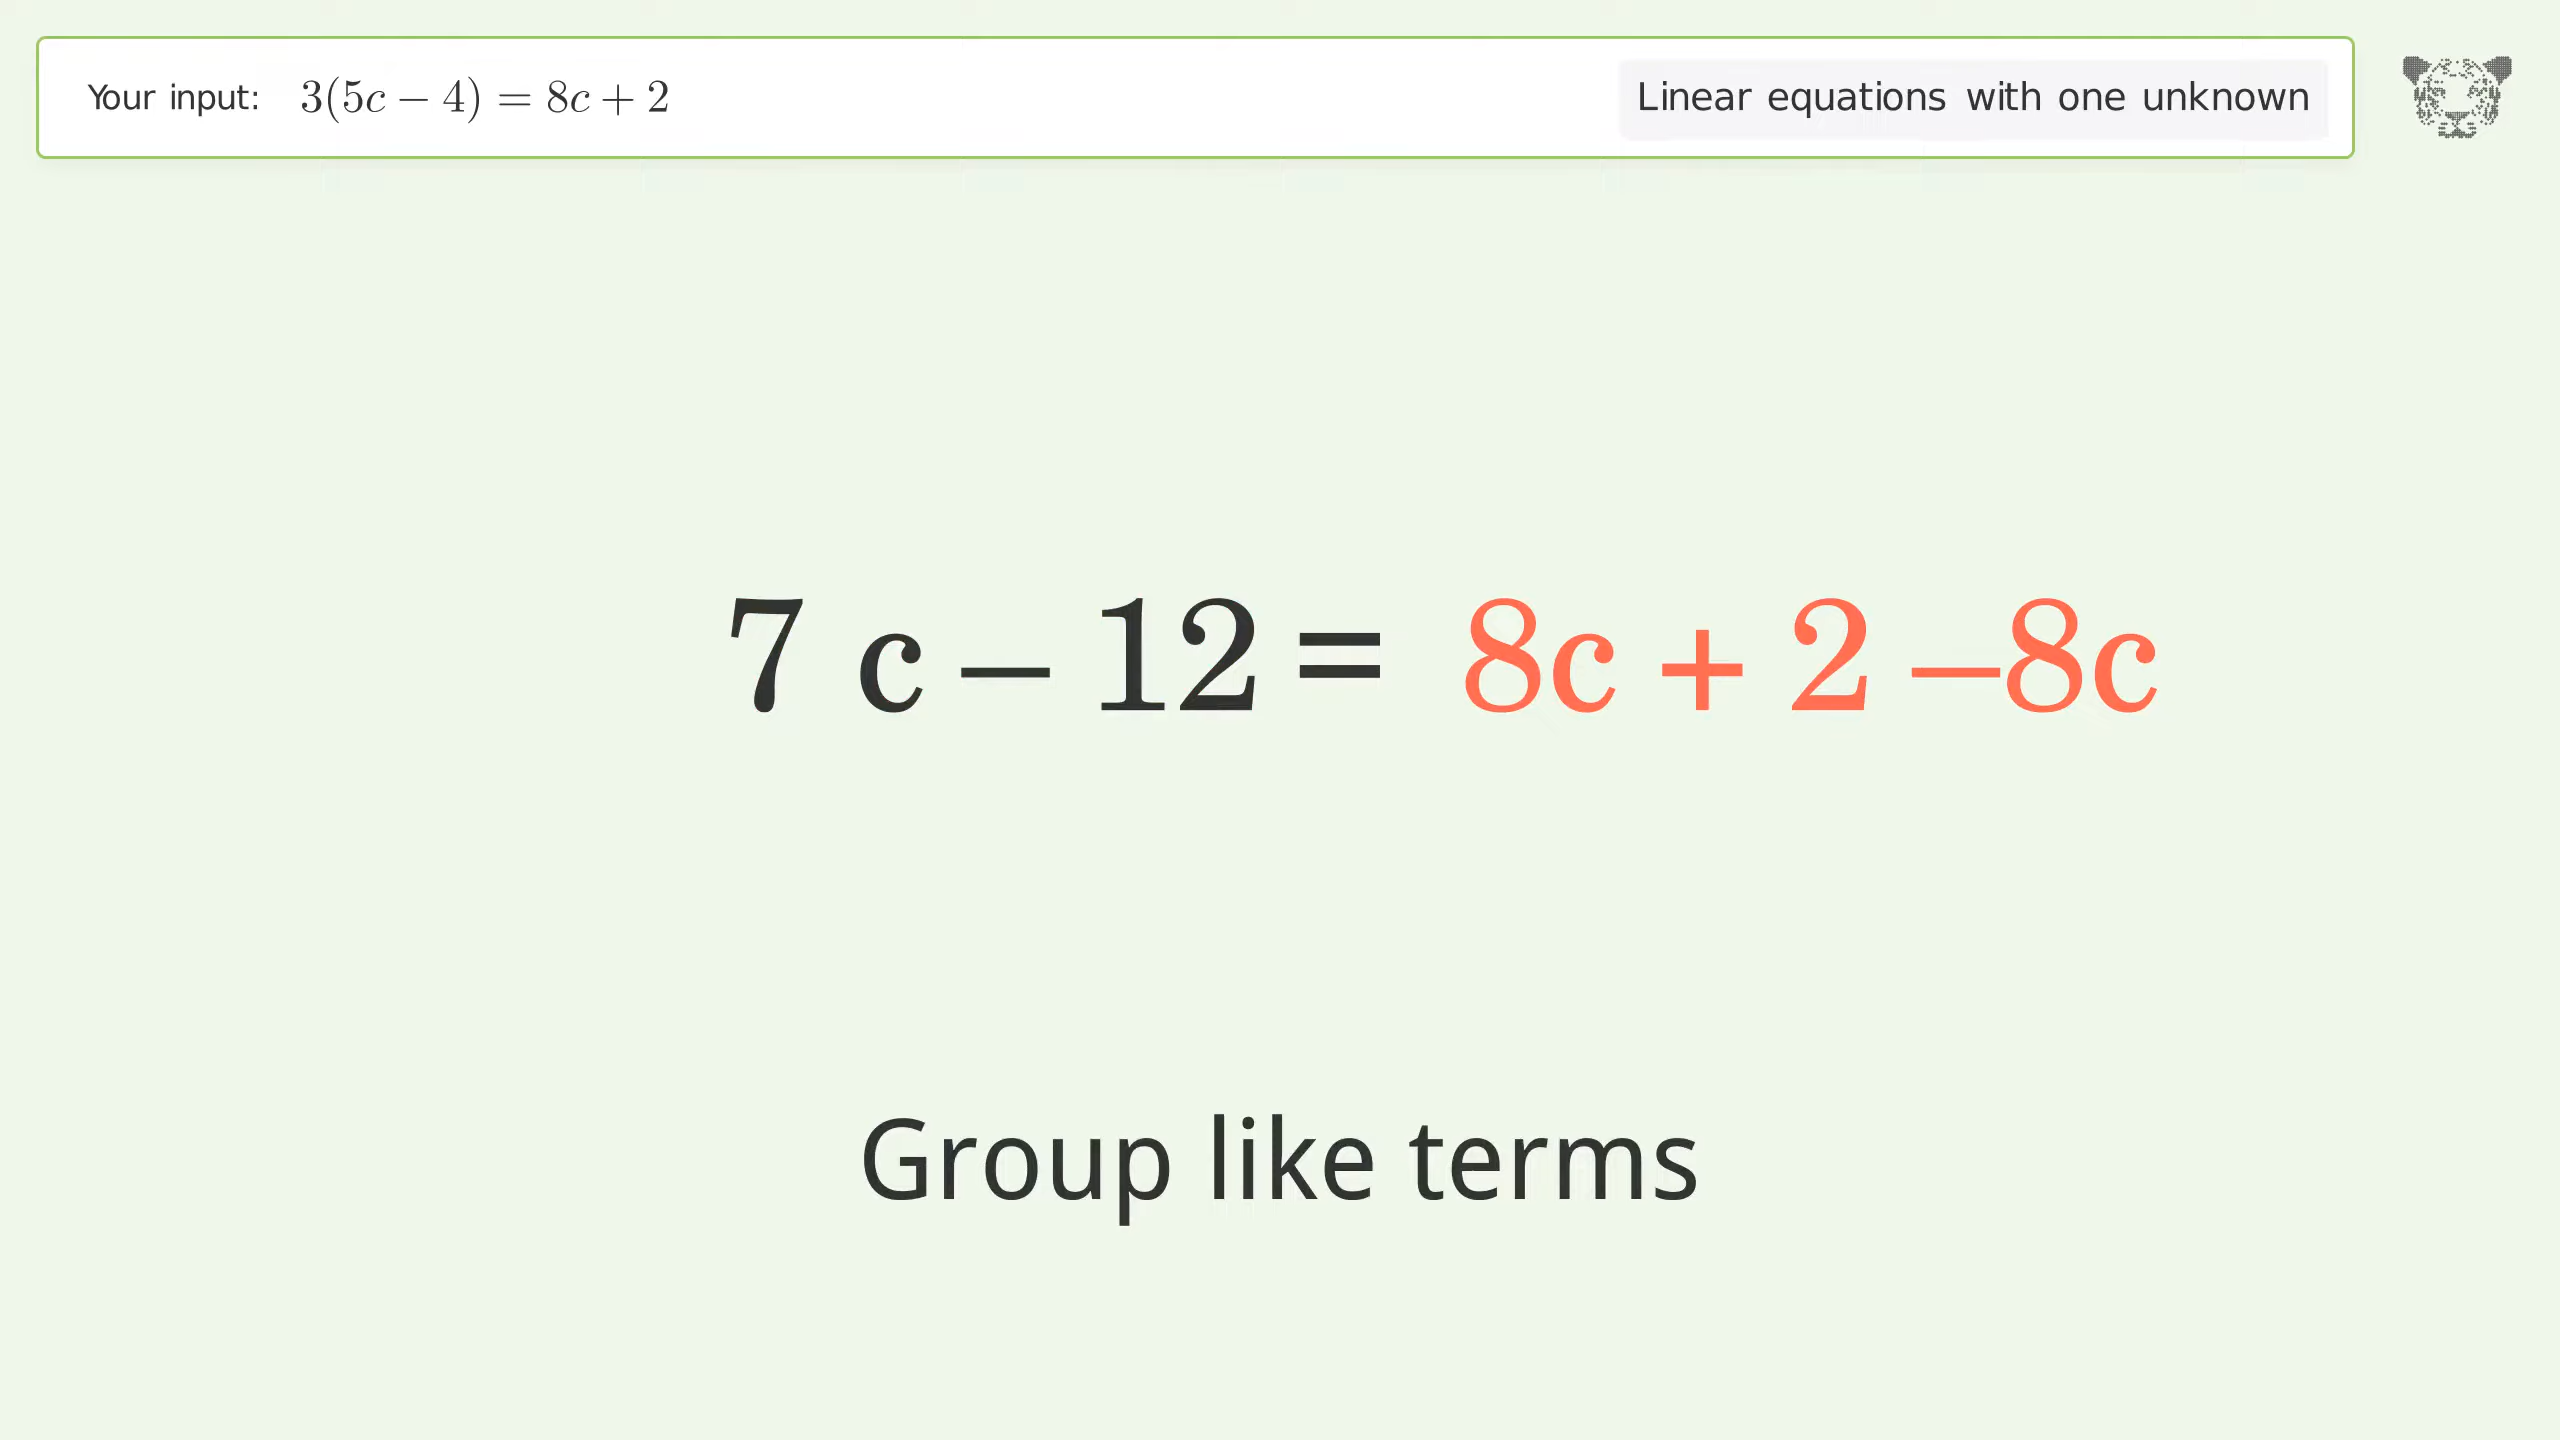 Your input: 3(5c − 4) = 8c + 2
Linear equations with one unknown
7 c – 12 = 8c + 2 –8c
Group like terms